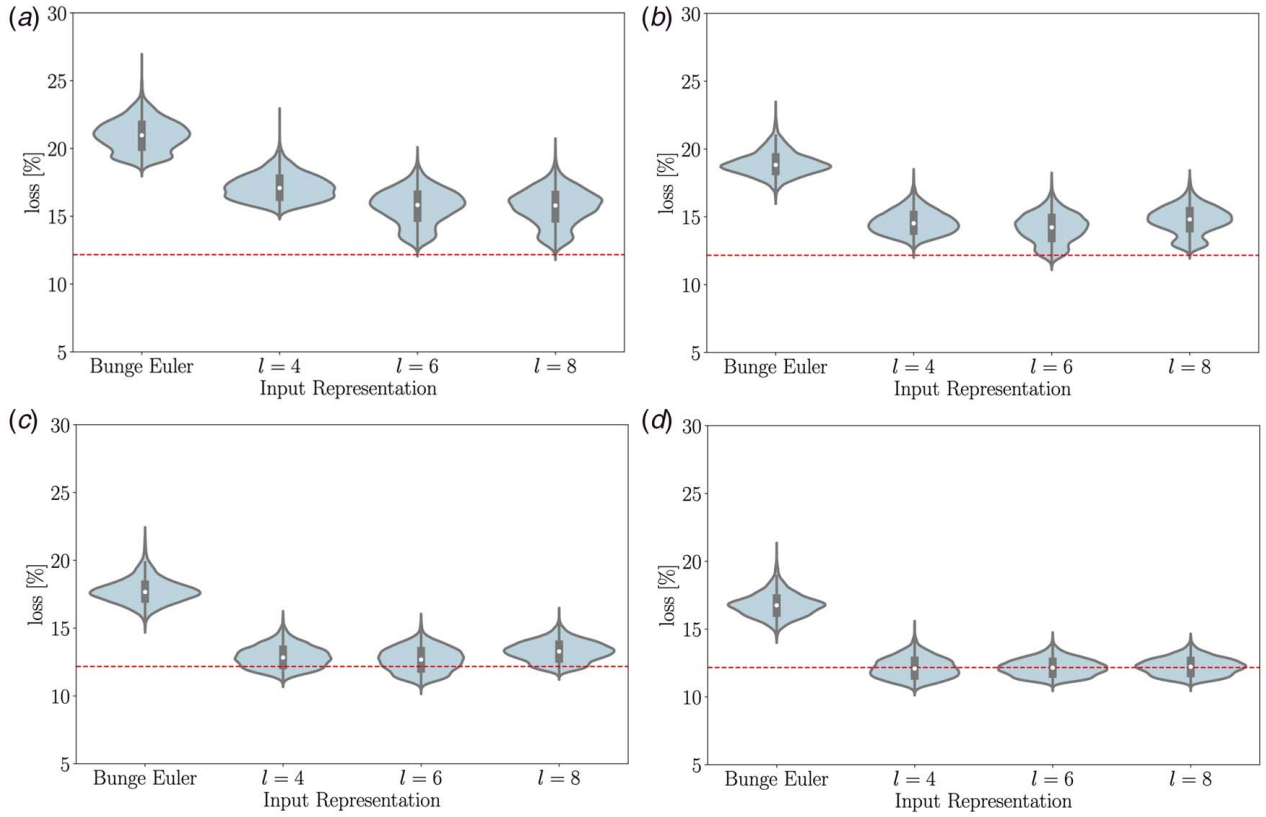 (a)
30
25
20
15
10
5
loss [%]
Bunge Euler l = 4 l = 6 l = 8
Input Representation
(b)
30
25
20
15
10
5
loss [%]
Bunge Euler l = 4 l = 6 l = 8
Input Representation
(c)
30
25
20
15
10
5
loss [%]
Bunge Euler l = 4 l = 6 l = 8
Input Representation
(d)
30
25
20
15
10
5
loss [%]
Bunge Euler l = 4 l = 6 l = 8
Input Representation